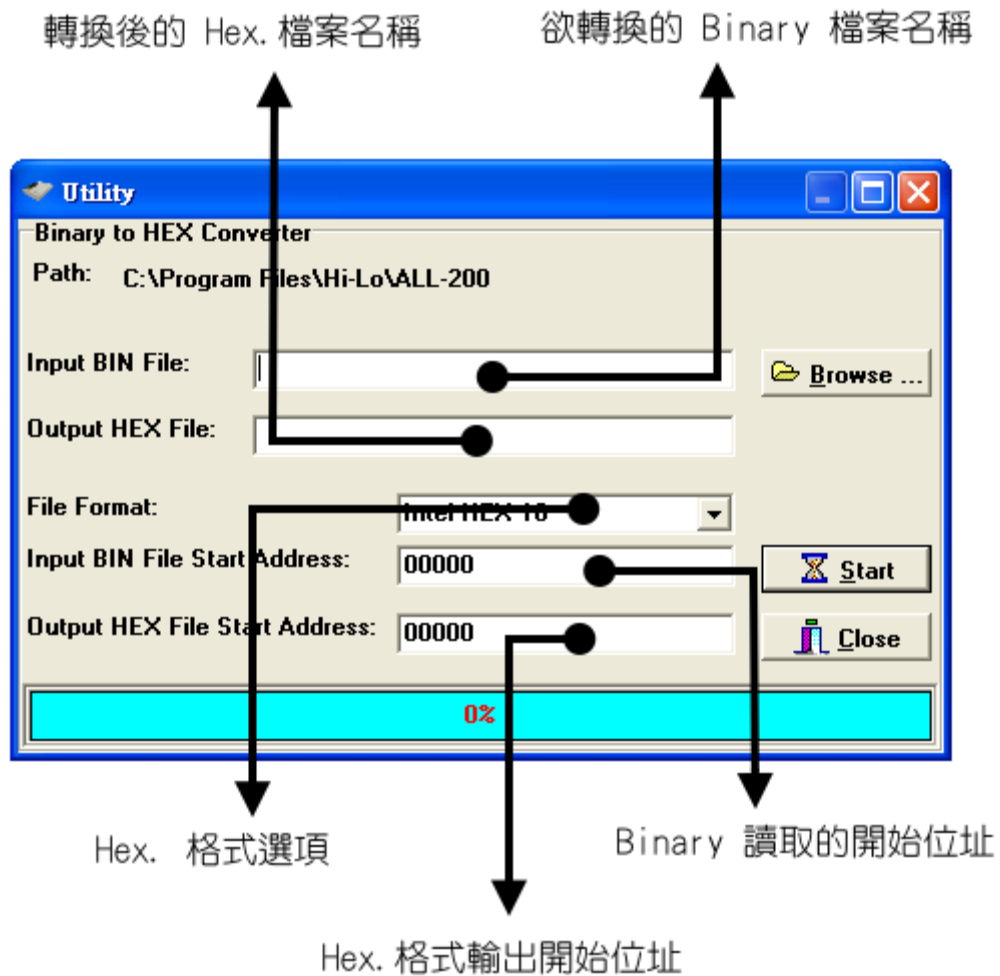 轉換後的 Hex. 檔案名稱
欲轉換的 Binary 檔案名稱
Utility
Binary to HEX Converter
Path: C:\Program Files\Hi-Lo\ALL-200
Input BIN File:
Browse ...
Output HEX File:
File Format: Intel HEX 16
Input BIN File Start Address: 00000
Start
Output HEX File Start Address: 00000
Close
0%
Hex. 格式選項
Binary 讀取的開始位址
Hex. 格式輸出開始位址